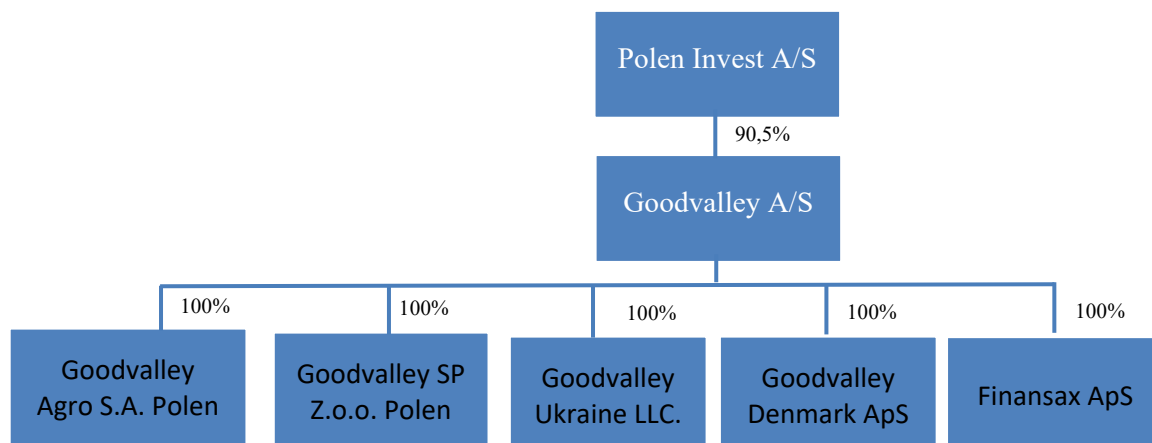 Polen Invest A/S
90,5%
Goodvalley A/S
100%
100%
100%
100%
100%
Goodvalley
Agro S.A. Polen
Goodvalley SP
Z.o.o. Polen
Goodvalley
Ukraine LLC.
Goodvalley
Denmark ApS
Finansax ApS